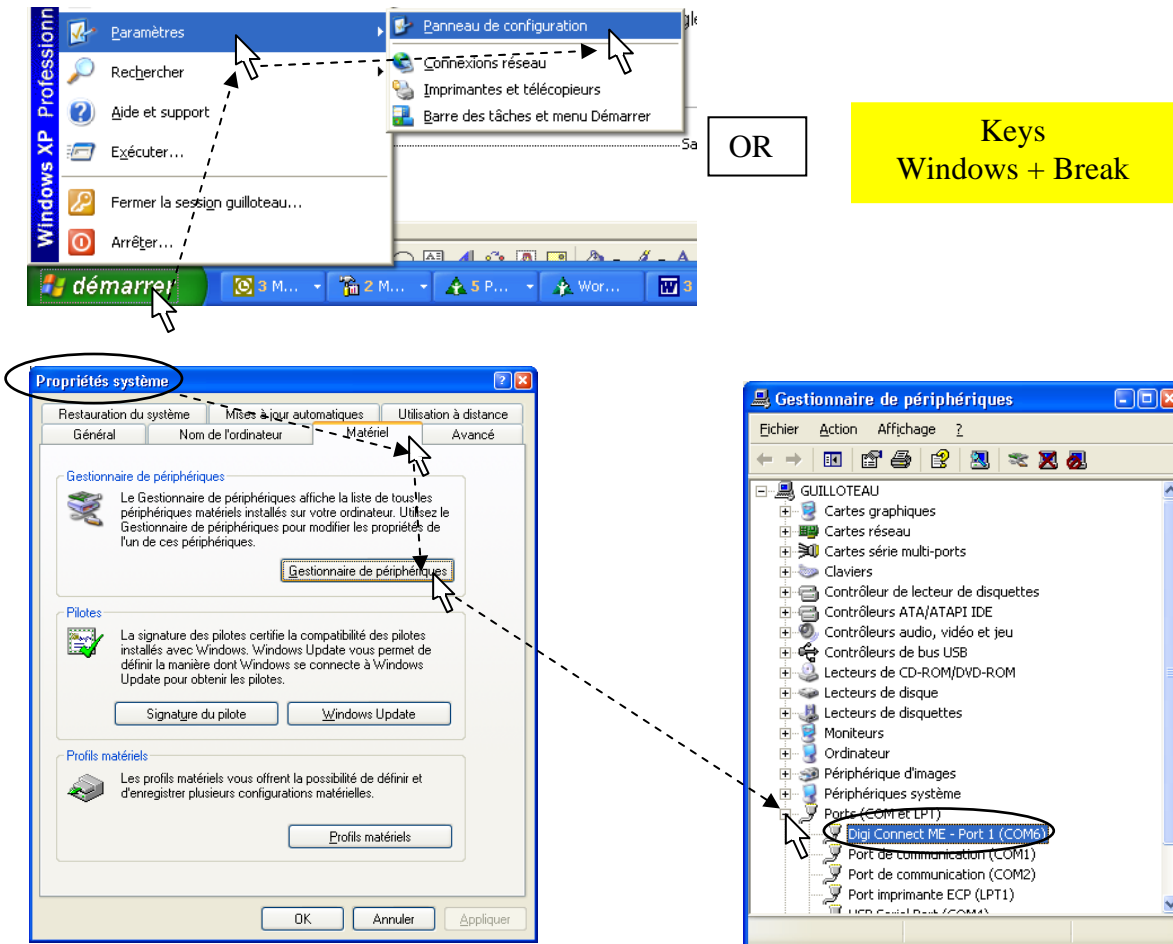 Windows XP Professionn
Paramètres
Rechercher
Aide et support
Exécuter...
Fermer la session guilloteau...
Arrêter...
Panneau de configuration
Connexions réseau
Imprimantes et télécopieurs
Barre des tâches et menu Démarrer
démarrer
3 M...
2 M...
5 P...
Wor...
3
OR
Keys
Windows + Break
Propriétés système
Restauration du système
Mises à jour automatiques
Utilisation à distance
Général
Nom de l'ordinateur
Matériel
Avancé
Gestionnaire de périphériques
Le Gestionnaire de périphériques affiche la liste de tous les
périphériques matériels installés sur votre ordinateur. Utilisez le
Gestionnaire de périphériques pour modifier les propriétés de
l'un de ces périphériques.
Gestionnaire de périphériques
Pilotes
La signature des pilotes certifie la compatibilité des pilotes
installés avec Windows. Windows Update vous permet de
définir la manière dont Windows se connecte à Windows
Update pour obtenir les pilotes.
Signature du pilote
Windows Update
Profils matériels
Les profils matériels vous offrent la possibilité de définir et
d'enregistrer plusieurs configurations matérielles.
Profils matériels
OK
Annuler
Appliquer
Gestionnaire de périphériques
Fichier Action Affichage ?
GUILLOTEAU
Cartes graphiques
Cartes réseau
Cartes série multi-ports
Claviers
Contrôleur de lecteur de disquettes
Contrôleurs ATA/ATAPI IDE
Contrôleurs audio, vidéo et jeu
Contrôleurs de bus USB
Lecteurs de CD-ROM/DVD-ROM
Lecteurs de disque
Lecteurs de disquettes
Moniteurs
Ordinateur
Périphérique d'images
Périphériques système
Ports (COM et LPT)
Digi Connect ME - Port 1 (COM6)
Port de communication (COM1)
Port de communication (COM2)
Port imprimante ECP (LPT1)
USB Serial Port (COM4)